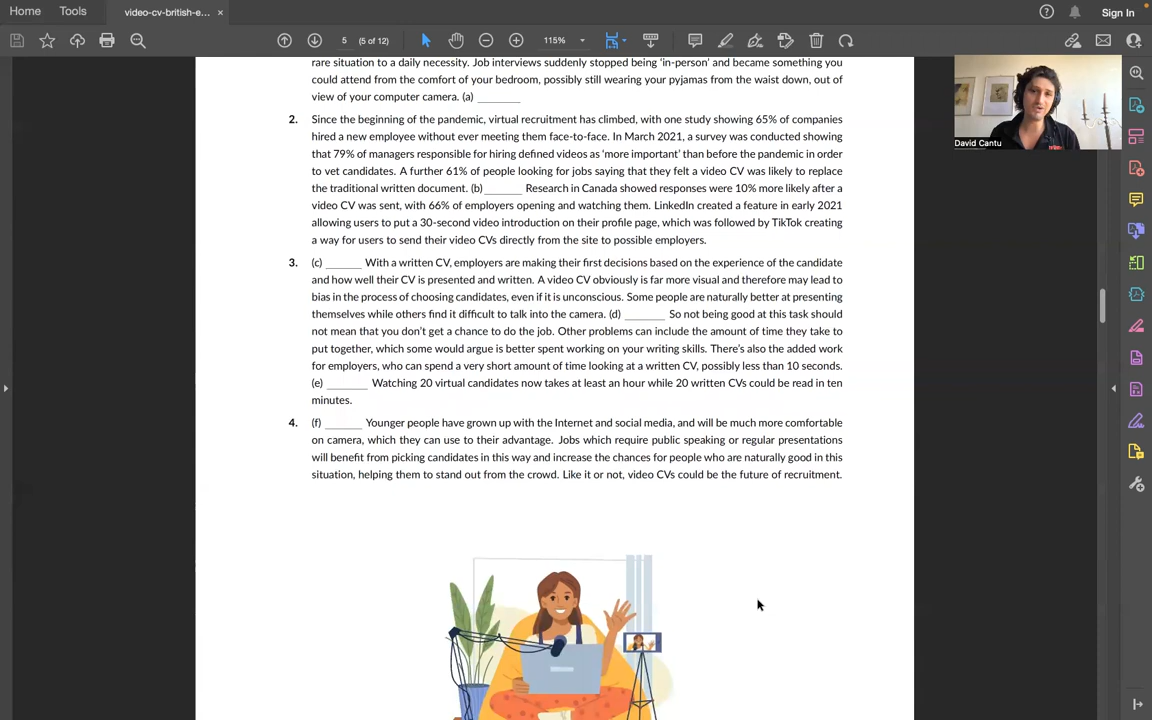 Home
Tools
video-cv-british-e...
×
Sign In
5
(5 of 12)
115%
rare situation to a daily necessity. Job interviews suddenly stopped being 'in-person' and became something you
could attend from the comfort of your bedroom, possibly still wearing your pyjamas from the waist down, out of
view of your computer camera. (a) ________
2. Since the beginning of the pandemic, virtual recruitment has climbed, with one study showing 65% of companies
hired a new employee without ever meeting them face-to-face. In March 2021, a survey was conducted showing
that 79% of managers responsible for hiring defined videos as 'more important' than before the pandemic in order
to vet candidates. A further 61% of people looking for jobs saying that they felt a video CV was likely to replace
the traditional written document. (b) _______ Research in Canada showed responses were 10% more likely after a
video CV was sent, with 66% of employers opening and watching them. LinkedIn created a feature in early 2021
allowing users to put a 30-second video introduction on their profile page, which was followed by TikTok creating
a way for users to send their video CVs directly from the site to possible employers.
3. (c) _______ With a written CV, employers are making their first decisions based on the experience of the candidate
and how well their CV is presented and written. A video CV obviously is far more visual and therefore may lead to
bias in the process of choosing candidates, even if it is unconscious. Some people are naturally better at presenting
themselves while others find it difficult to talk into the camera. (d) ________ So not being good at this task should
not mean that you don't get a chance to do the job. Other problems can include the amount of time they take to
put together, which some would argue is better spent working on your writing skills. There's also the added work
for employers, who can spend a very short amount of time looking at a written CV, possibly less than 10 seconds.
(e) ________ Watching 20 virtual candidates now takes at least an hour while 20 written CVs could be read in ten
minutes.
4. (f) _______ Younger people have grown up with the Internet and social media, and will be much more comfortable
on camera, which they can use to their advantage. Jobs which require public speaking or regular presentations
will benefit from picking candidates in this way and increase the chances for people who are naturally good in this
situation, helping them to stand out from the crowd. Like it or not, video CVs could be the future of recruitment.
David Cantu